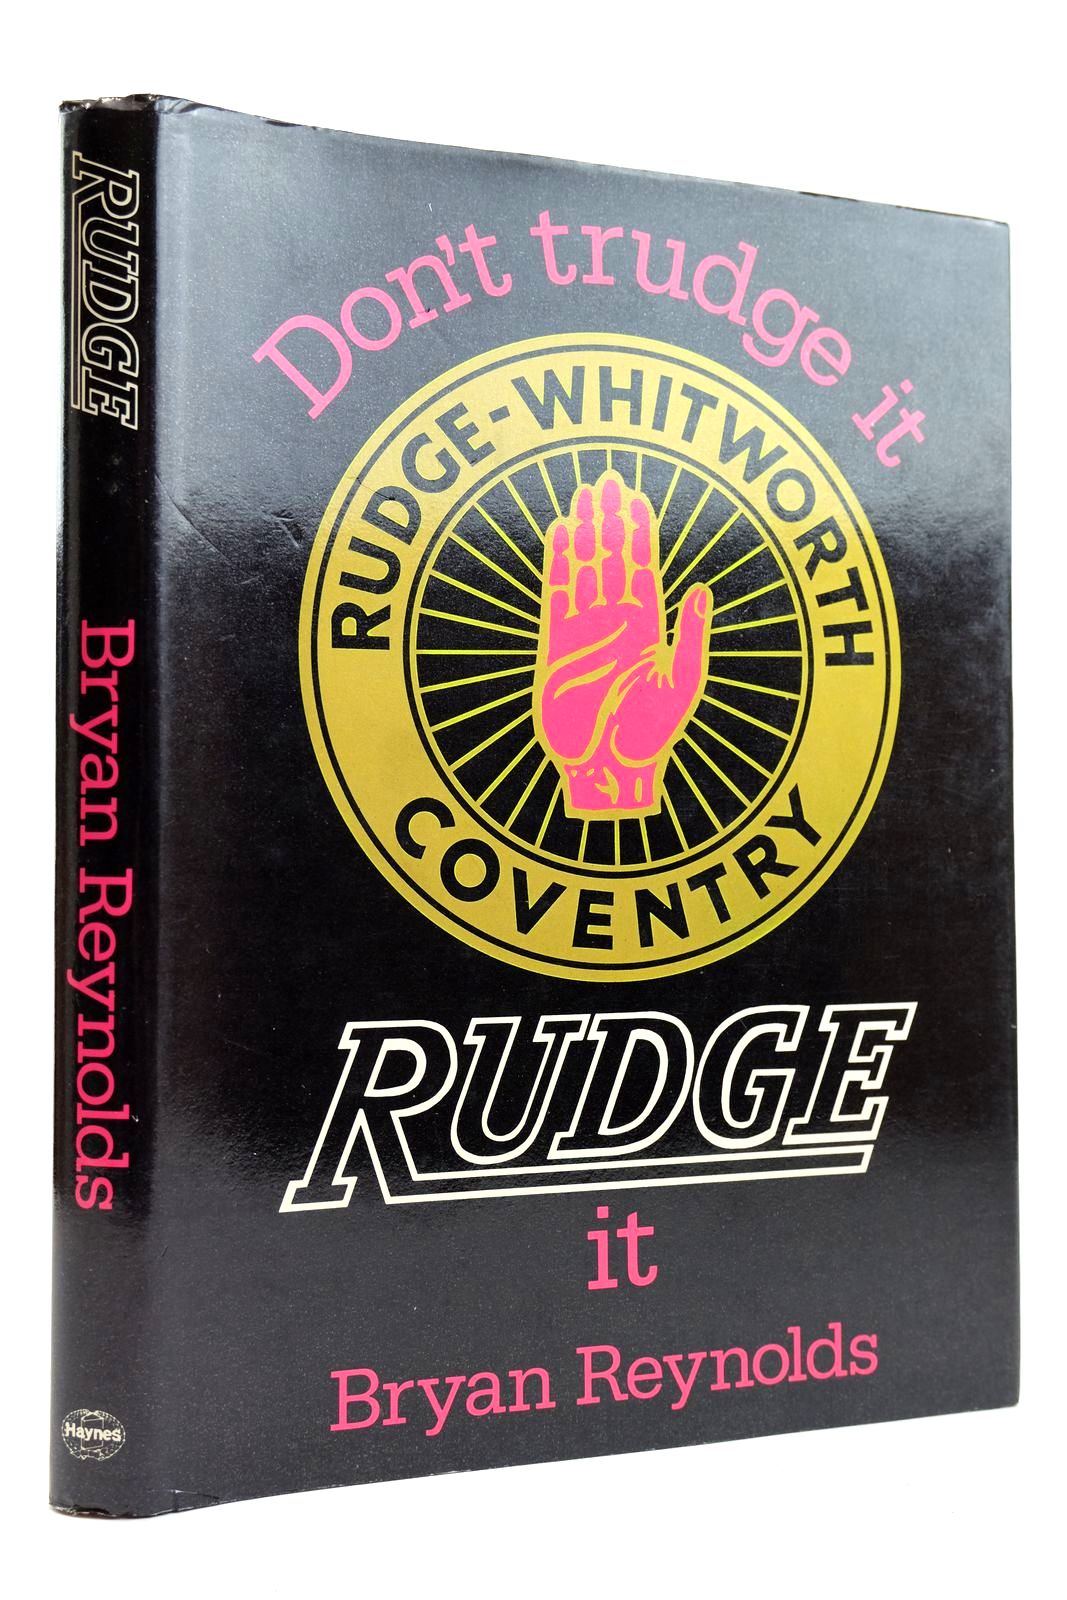 RUDGE
Bryan Reynolds
Haynes
Don't trudge it
RUDGE-WHITWORTH
COVENTRY
RUDGE
it
Bryan Reynolds